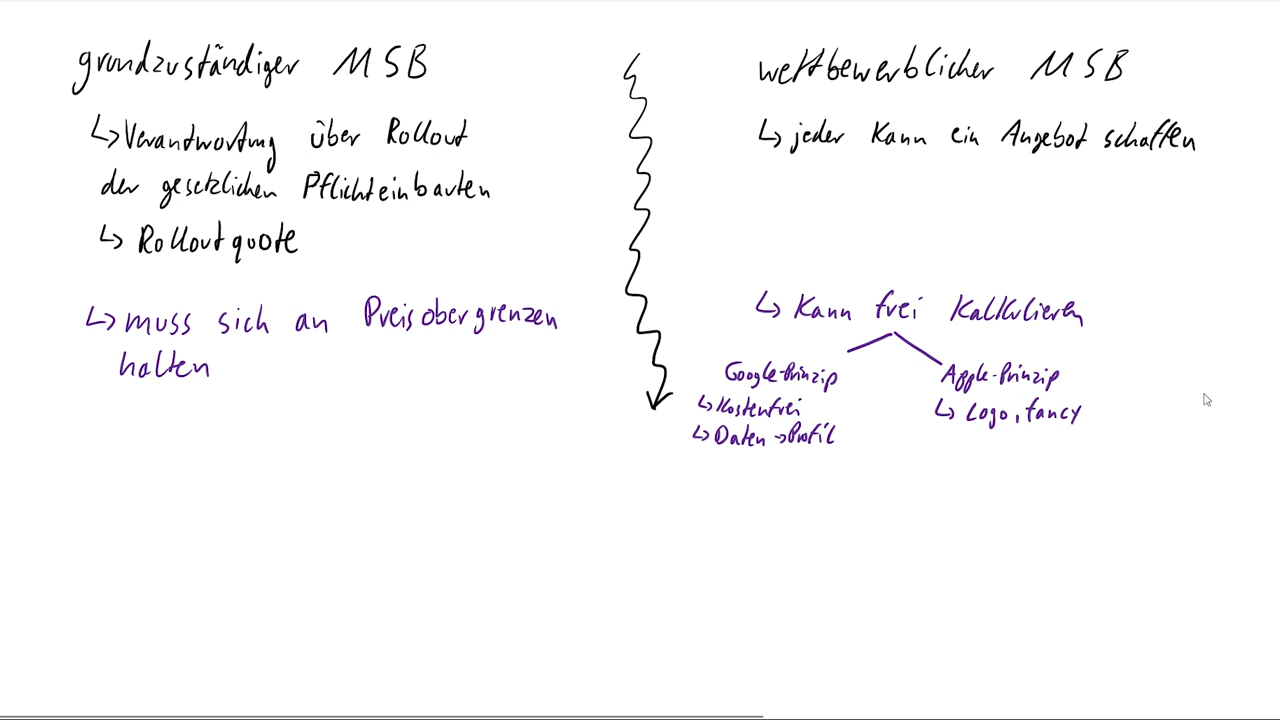 grundzuständiger MSB
↳ Verantwortung über Rollout
der gesetzlichen Pflichteinbauten
↳ Rolloutquote
↳ muss sich an Preisobergrenzen
halten
wettbewerblicher MSB
↳ jeder kann ein Angebot schaffen
↳ Kann frei kalkulieren
Google-Prinzip
↳ Kostenfrei
↳ Daten → Profil
Apple-Prinzip
↳ Logo, fancy